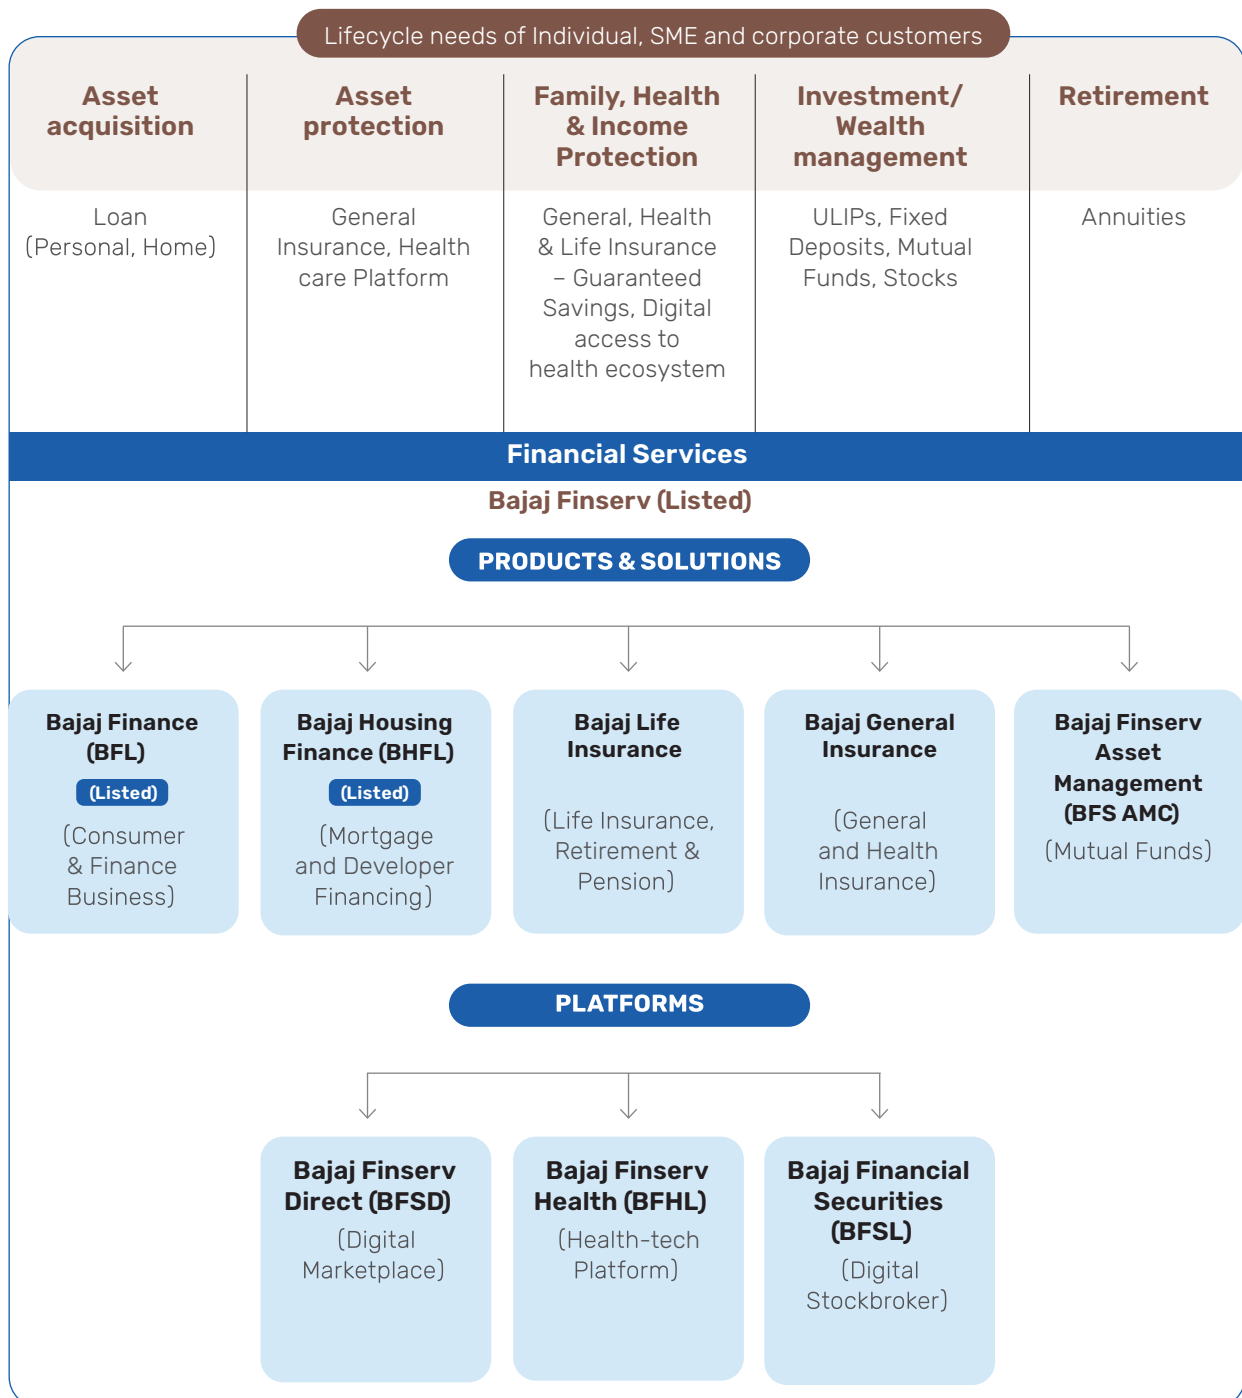 Lifecycle needs of Individual, SME and corporate customers
Asset
acquisition
Asset
protection
Family, Health
& Income
Protection
Investment/
Wealth
management
Retirement
Loan
(Personal, Home)
General
Insurance, Health
care Platform
General, Health
& Life Insurance
– Guaranteed
Savings, Digital
access to
health ecosystem
ULIPs, Fixed
Deposits, Mutual
Funds, Stocks
Annuities
Financial Services
Bajaj Finserv (Listed)
PRODUCTS & SOLUTIONS
Bajaj Finance
(BFL)
(Listed)
(Consumer
& Finance
Business)
Bajaj Housing
Finance (BHFL)
(Listed)
(Mortgage
and Developer
Financing)
Bajaj Life
Insurance
(Life Insurance,
Retirement &
Pension)
Bajaj General
Insurance
(General
and Health
Insurance)
Bajaj Finserv
Asset
Management
(BFS AMC)
(Mutual Funds)
PLATFORMS
Bajaj Finserv
Direct (BFSD)
(Digital
Marketplace)
Bajaj Finserv
Health (BFHL)
(Health-tech
Platform)
Bajaj Financial
Securities
(BFSL)
(Digital
Stockbroker)